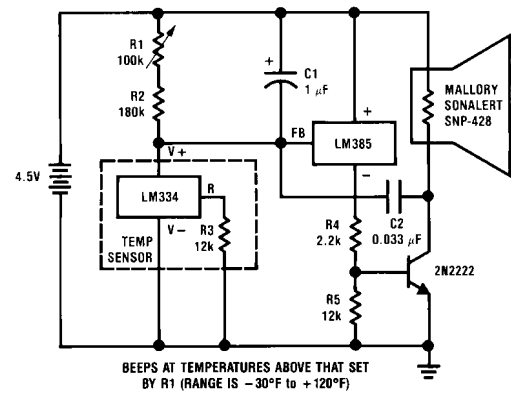 R1
100k
R2
180k
4.5V
V+
LM334
R
V−
R3
12k
TEMP
SENSOR
+
C1
1 μF
FB
+
LM385
−
R4
2.2k
R5
12k
C2
0.033 μF
2N2222
MALLORY
SONALERT
SNP-428
BEEPS AT TEMPERATURES ABOVE THAT SET
BY R1 (RANGE IS −30°F to +120°F)